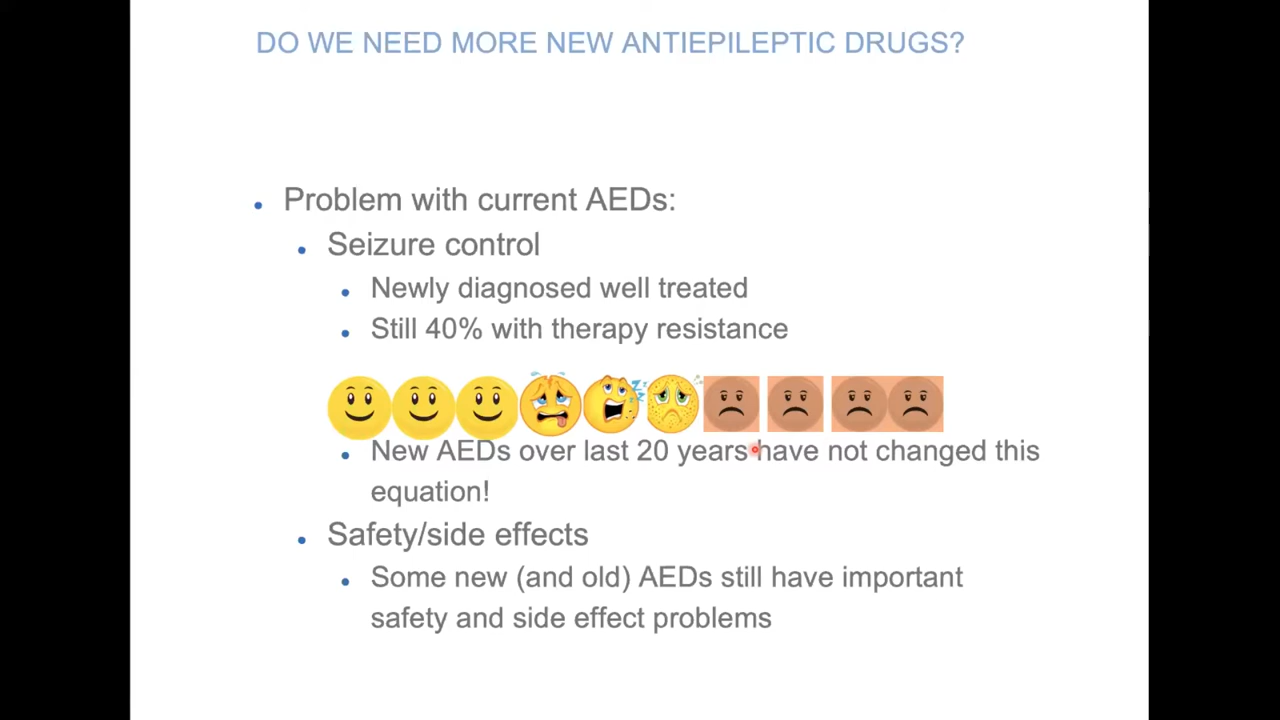 DO WE NEED MORE NEW ANTIEPILEPTIC DRUGS?
Problem with current AEDs:
Seizure control
Newly diagnosed well treated
Still 40% with therapy resistance
New AEDs over last 20 years have not changed this
equation!
Safety/side effects
Some new (and old) AEDs still have important
safety and side effect problems